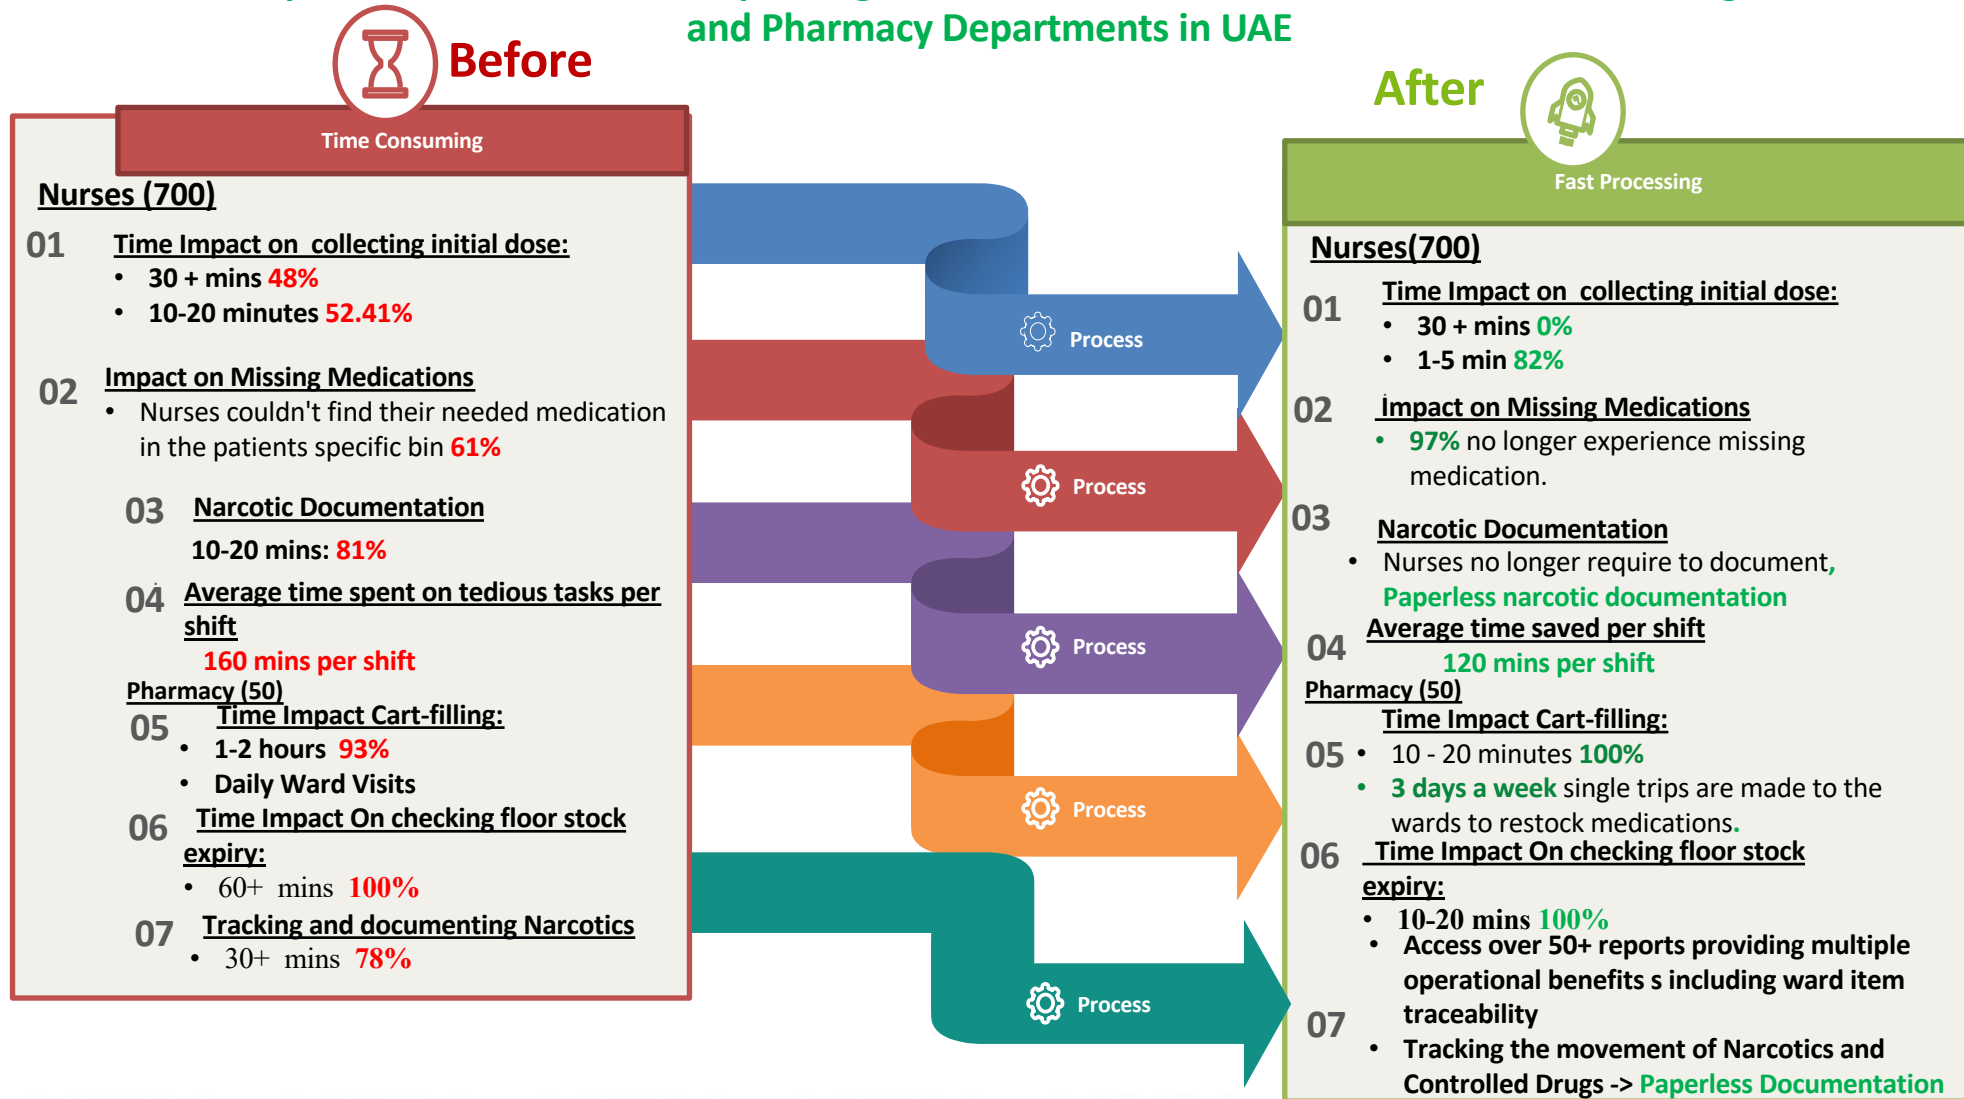 and Pharmacy Departments in UAE
Before
Time Consuming
Nurses (700)
01
Time Impact on collecting initial dose:
• 30 + mins 48%
• 10-20 minutes 52.41%
02
Impact on Missing Medications
• Nurses couldn't find their needed medication
in the patients specific bin 61%
03
Narcotic Documentation
10-20 mins: 81%
04
Average time spent on tedious tasks per
shift
160 mins per shift
Pharmacy (50)
05
Time Impact Cart-filling:
• 1-2 hours 93%
• Daily Ward Visits
06
Time Impact On checking floor stock
expiry:
• 60+ mins 100%
07
Tracking and documenting Narcotics
• 30+ mins 78%
Process
Process
Process
Process
Process
After
Fast Processing
Nurses(700)
01
Time Impact on collecting initial dose:
• 30 + mins 0%
• 1-5 min 82%
02
Impact on Missing Medications
• 97% no longer experience missing
medication.
03
Narcotic Documentation
• Nurses no longer require to document,
Paperless narcotic documentation
04
Average time saved per shift
120 mins per shift
Pharmacy (50)
Time Impact Cart-filling:
05
• 10 - 20 minutes 100%
• 3 days a week single trips are made to the
wards to restock medications.
06
Time Impact On checking floor stock
expiry:
• 10-20 mins 100%
• Access over 50+ reports providing multiple
operational benefits s including ward item
traceability
07
• Tracking the movement of Narcotics and
Controlled Drugs -> Paperless Documentation